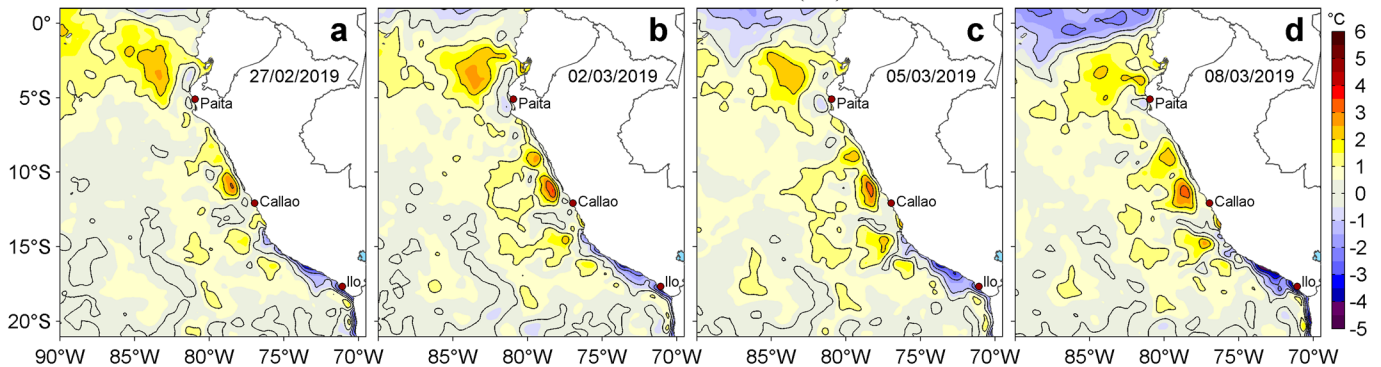 a
b
c
d
°C
0°
5°S
10°S
15°S
20°S
27/02/2019
02/03/2019
05/03/2019
08/03/2019
Paita
Paita
Paita
Paita
Callao
Callao
Callao
Callao
Ilo
Ilo
Ilo
Ilo
6
5
4
3
2
1
0
-1
-2
-3
-4
-5
90°W 85°W 80°W 75°W 70°W
85°W 80°W 75°W 70°W
85°W 80°W 75°W 70°W
85°W 80°W 75°W 70°W